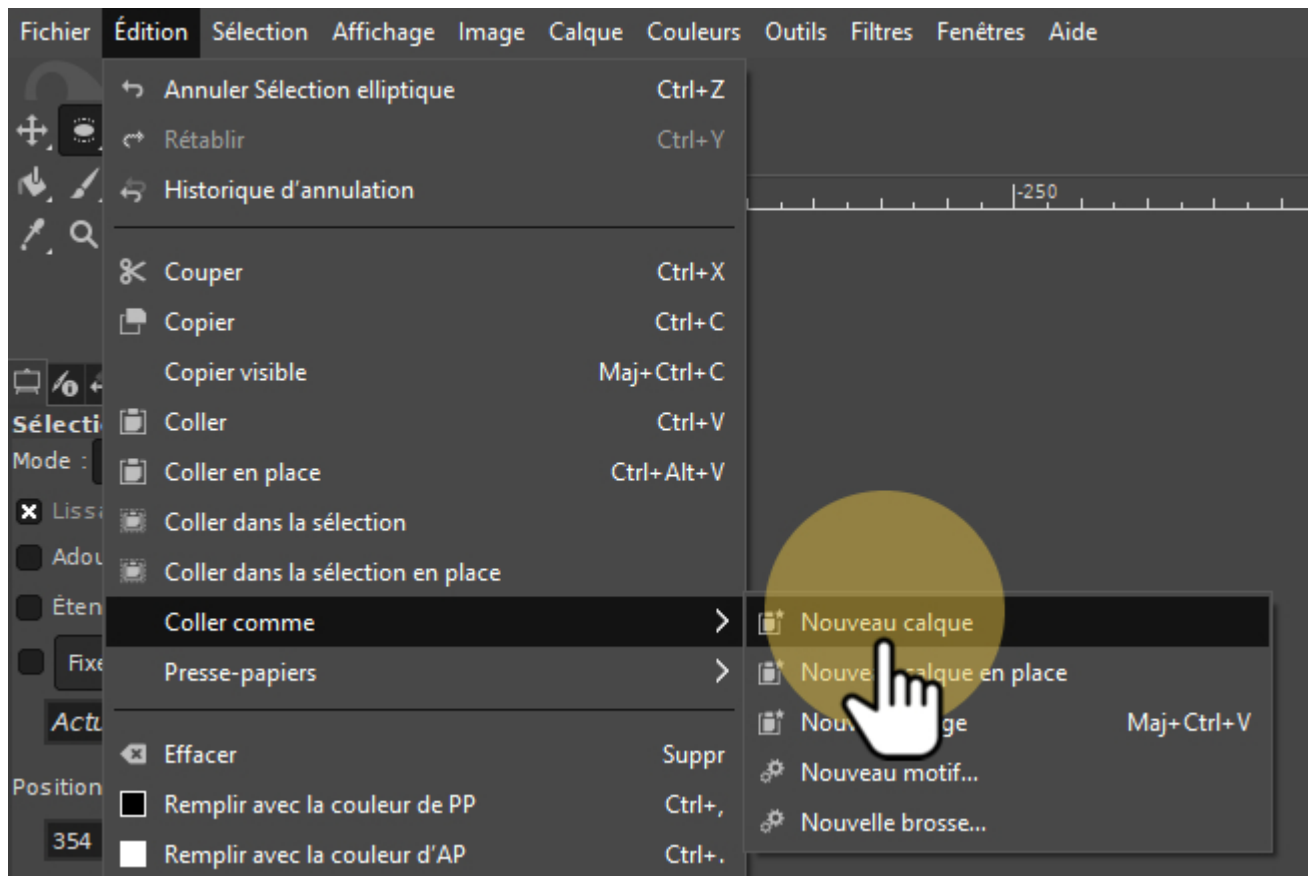 Fichier Édition Sélection Affichage Image Calque Couleurs Outils Filtres Fenêtres Aide
Annuler Sélection elliptique Ctrl+Z
Rétablir Ctrl+Y
Historique d'annulation
-250
Couper Ctrl+X
Copier Ctrl+C
Copier visible Maj+Ctrl+C
Sélecti Coller Ctrl+V
Mode : Coller en place Ctrl+Alt+V
Coller dans la sélection
Coller dans la sélection en place
Coller comme Nouveau calque
Presse-papiers en place
Actu Maj+Ctrl+V
Effacer Suppr Nouveau motif...
Position Remplir avec la couleur de PP Ctrl+, Nouvelle brosse...
354 Remplir avec la couleur d'AP Ctrl+.